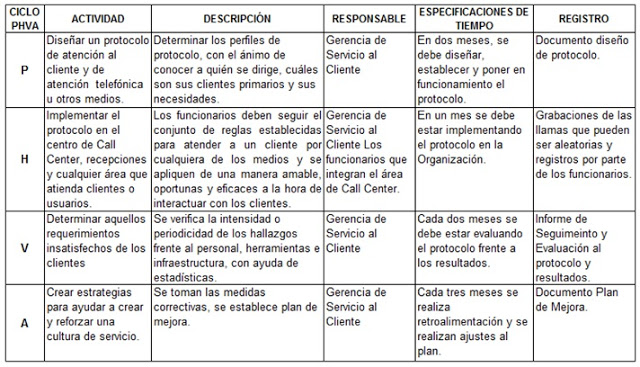 CICLO PHVA
ACTIVIDAD
DESCRIPCIÓN
RESPONSABLE
ESPECIFICACIONES DE TIEMPO
REGISTRO
P
Diseñar un protocolo
de atención al
cliente y de
atención telefónica
u otros medios.
Determinar los perfiles de
protocolo, con el ánimo de
conocer a quién se dirige, cuáles
son sus clientes primarios y sus
necesidades.
Gerencia de
Servicio al
Cliente
En dos meses, se
debe diseñar,
establecer y poner en
funcionamiento el
protocolo.
Documento diseño
de protocolo.
H
Implementar el
protocolo en el
centro de Call
Center, recepciones
y cualquier área que
atienda clientes o
usuarios.
Los funcionarios deben seguir el
conjunto de reglas establecidas
para atender a un cliente por
cualquiera de los medios y se
apliquen de una manera amable,
oportunas y eficaces a la hora de
interactuar con los clientes.
Gerencia de
Servicio al
Cliente Los
funcionarios que
integran el área
de Call Center.
En un mes se debe
estar implementando
el protocolo en la
Organización.
Grabaciones de las
llamas que pueden
ser aleatorias y
registros por parte
de los funcionarios.
V
Determinar aquellos
requerimientos
insatisfechos de los
clientes
Se verifica la intensidad o
periodicidad de los hallazgos
frente al personal, herramientas e
infraestructura, con ayuda de
estadísticas.
Gerencia de
Servicio al
Cliente
Cada dos meses se
debe estar evaluando
el protocolo frente a
los resultados.
Informe de
Seguimeinto y
Evaluación al
protocolo y
resultados.
A
Crear estrategias
para ayudar a crear
y reforzar una
cultura de servicio.
Se toman las medidas
correctivas, se establece plan de
mejora.
Gerencia de
Servicio al
Cliente
Cada tres meses se
realiza
retroalimentación y se
realizan ajustes al
plan.
Documento Plan
de Mejora.